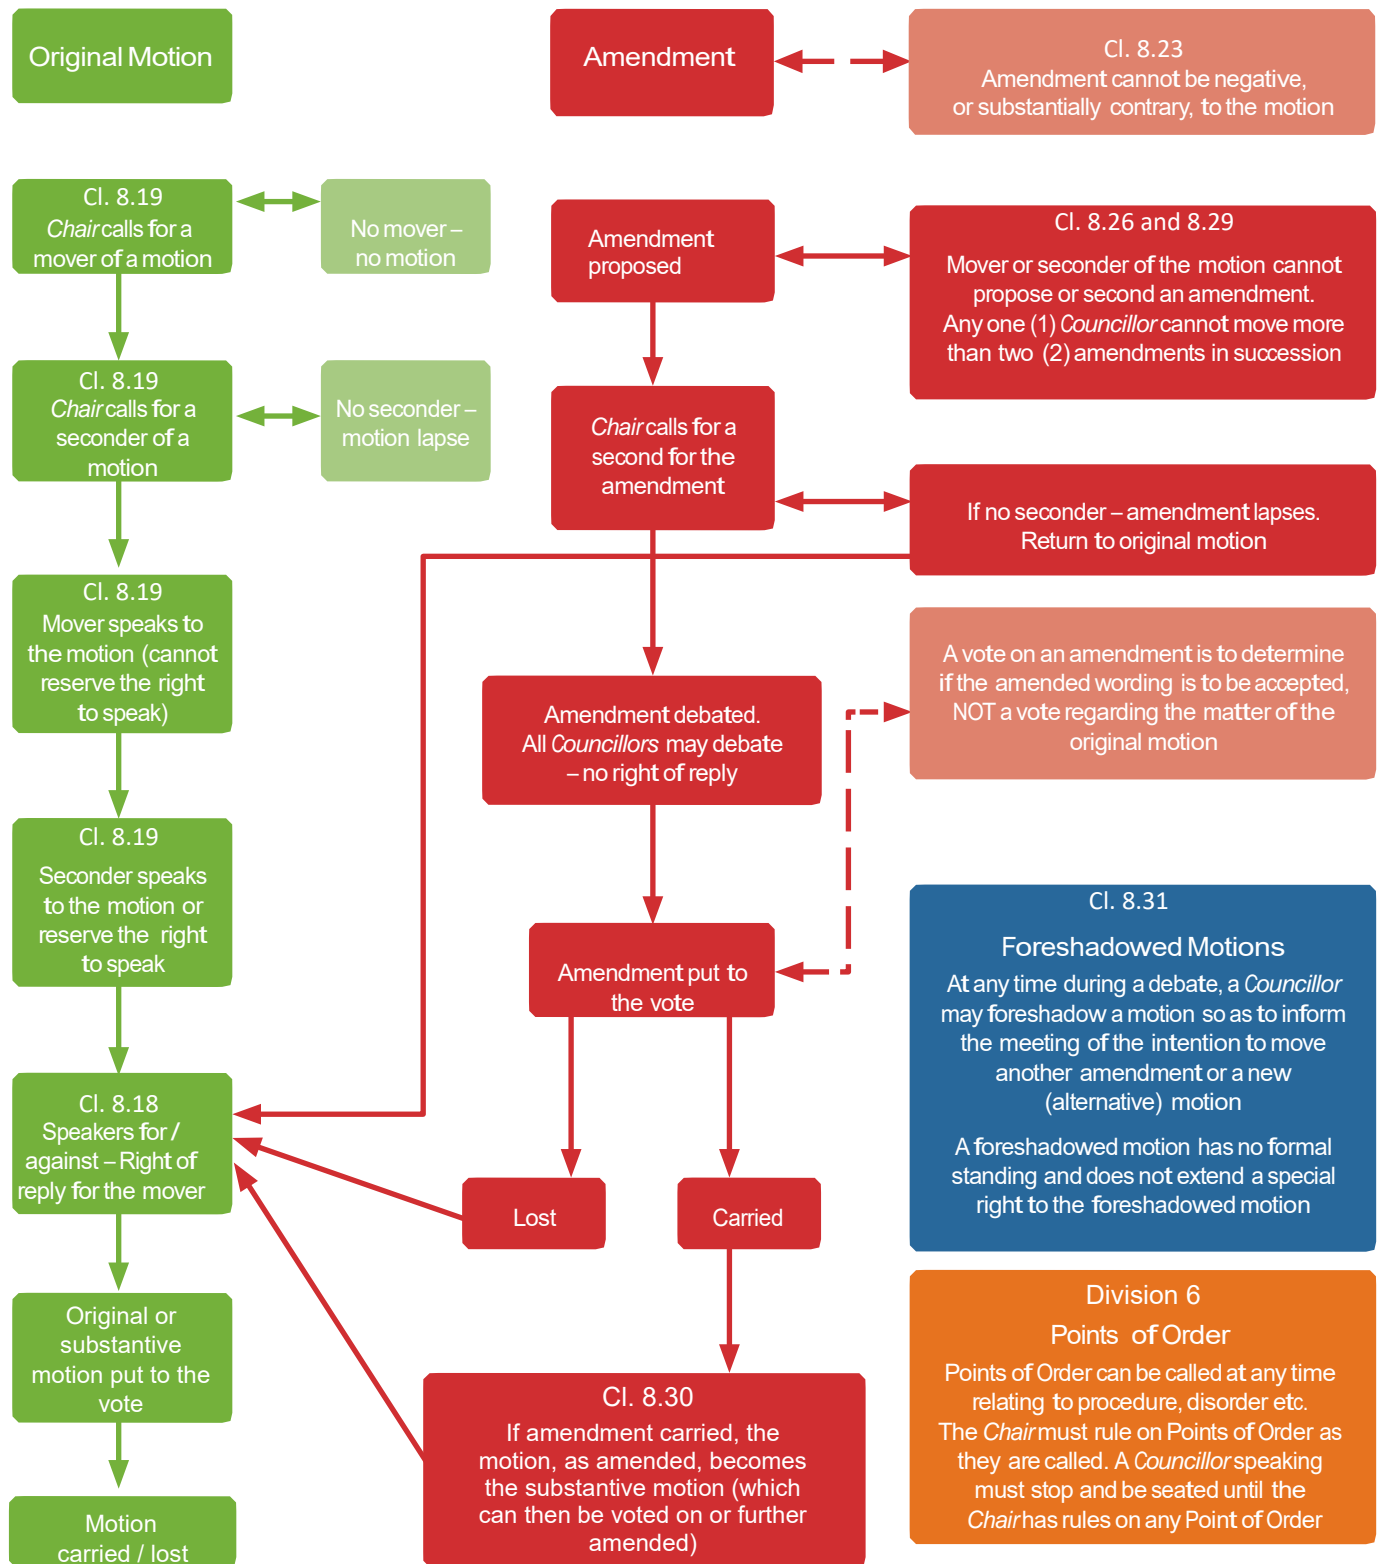 Original Motion
Cl. 8.19
Chair calls for a
mover of a motion
No mover –
no motion
Cl. 8.19
Chair calls for a
seconder of a
motion
No seconder –
motion lapse
Cl. 8.19
Mover speaks to
the motion (cannot
reserve the right
to speak)
Cl. 8.19
Seconder speaks
to the motion or
reserve the right
to speak
Cl. 8.18
Speakers for /
against – Right of
reply for the mover
Original or
substantive
motion put to the
vote
Motion
carried / lost
Amendment
Cl. 8.23
Amendment cannot be negative,
or substantially contrary, to the motion
Amendment
proposed
Cl. 8.26 and 8.29
Mover or seconder of the motion cannot
propose or second an amendment.
Any one (1) Councillor cannot move more
than two (2) amendments in succession
Chair calls for a
second for the
amendment
If no seconder – amendment lapses.
Return to original motion
Amendment debated.
All Councillors may debate
– no right of reply
A vote on an amendment is to determine
if the amended wording is to be accepted,
NOT a vote regarding the matter of the
original motion
Amendment put to
the vote
Lost
Carried
Cl. 8.30
If amendment carried, the
motion, as amended, becomes
the substantive motion (which
can then be voted on or further
amended)
Cl. 8.31
Foreshadowed Motions
At any time during a debate, a Councillor
may foreshadow a motion so as to inform
the meeting of the intention to move
another amendment or a new
(alternative) motion
A foreshadowed motion has no formal
standing and does not extend a special
right to the foreshadowed motion
Division 6
Points of Order
Points of Order can be called at any time
relating to procedure, disorder etc.
The Chair must rule on Points of Order as
they are called. A Councillor speaking
must stop and be seated until the
Chair has rules on any Point of Order